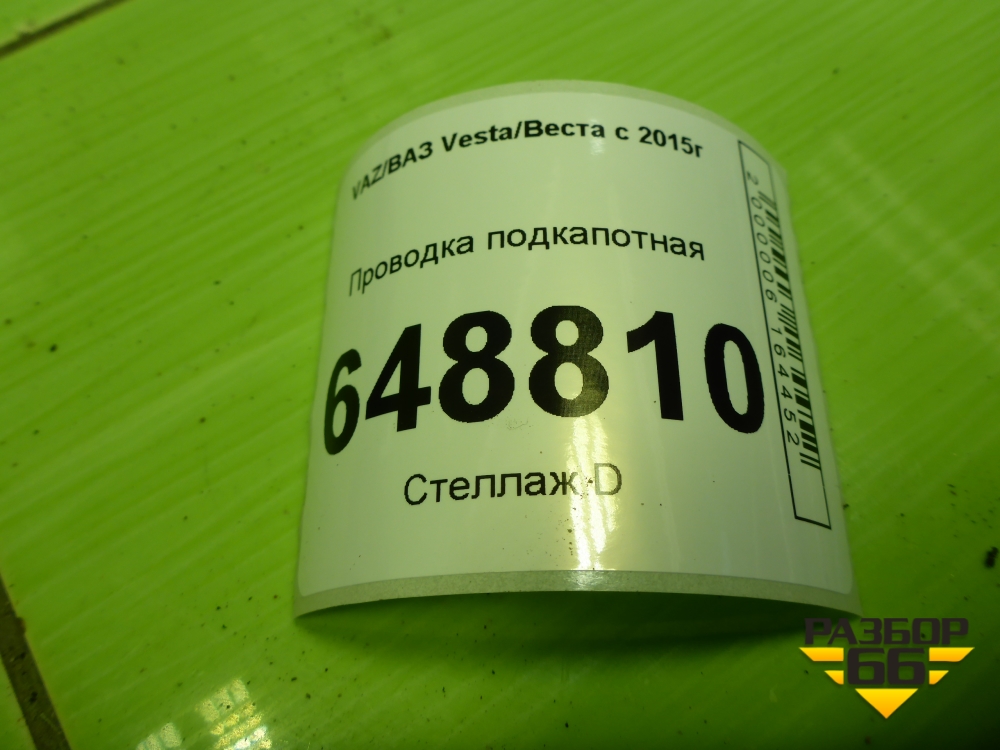 VAZ/ВАЗ Vesta/Веста с 2015г
Проводка подкапотная
648810
Стеллаж D
2000006164452
РАЗБОР
66